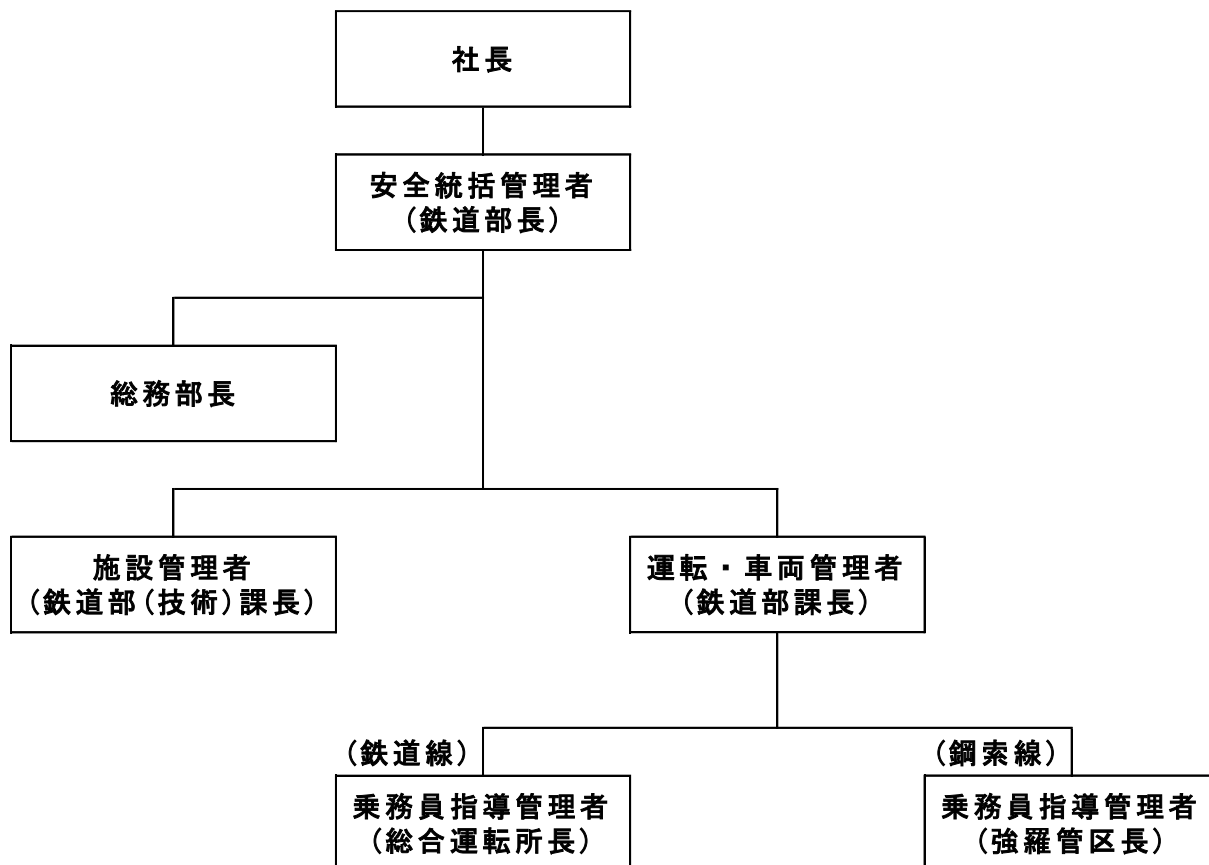 社長
安全統括管理者
(鉄道部長)
総務部長
施設管理者
(鉄道部(技術)課長)
運転・車両管理者
(鉄道部課長)
(鉄道線)
乗務員指導管理者
(総合運転所長)
(鋼索線)
乗務員指導管理者
(強羅管区長)